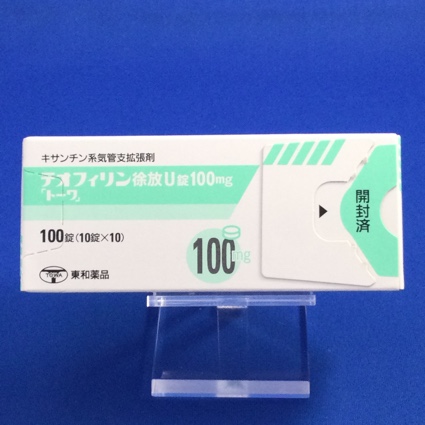 キサンチン系気管支拡張剤
テオフィリン徐放U錠100mg
「トーワ」
100錠(10錠×10)
100mg
開封済
TOWA
東和薬品